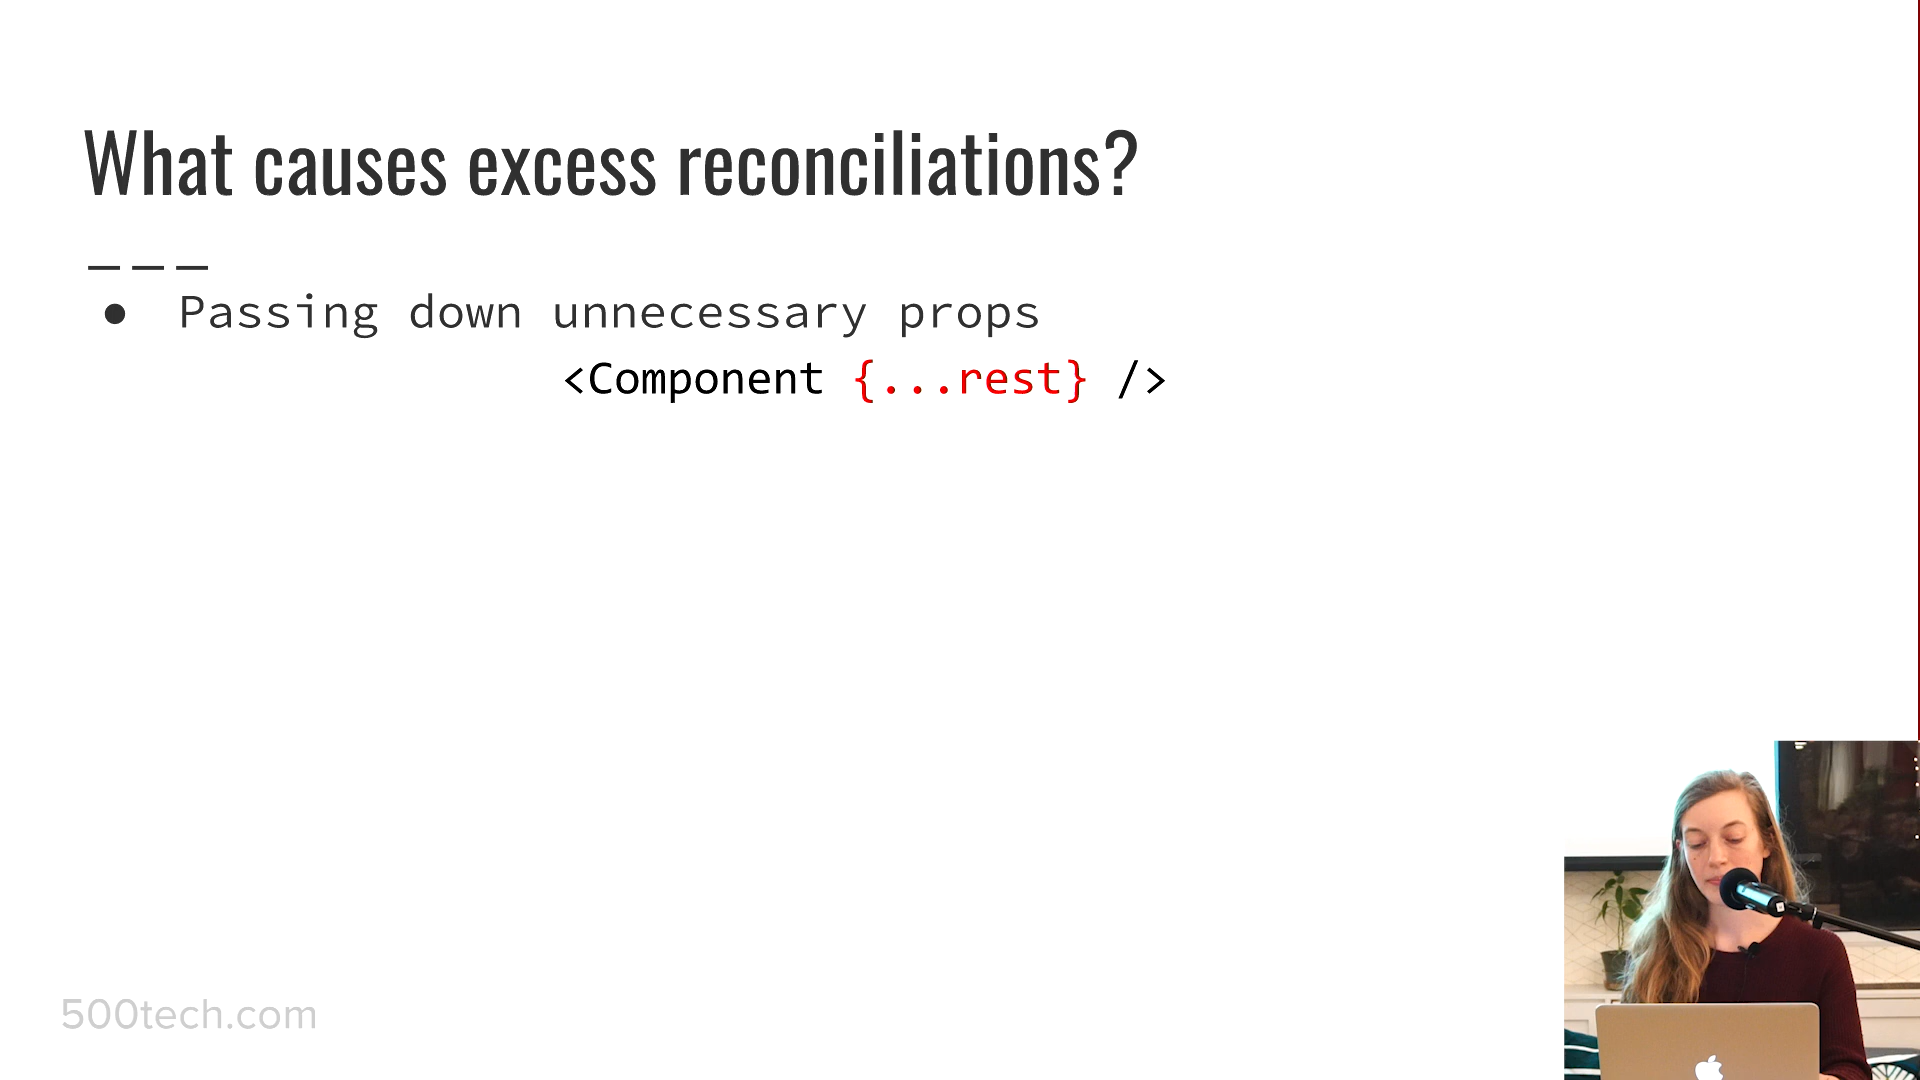 What causes excess reconciliations?
● Passing down unnecessary props
<Component {...rest} />
500tech.com